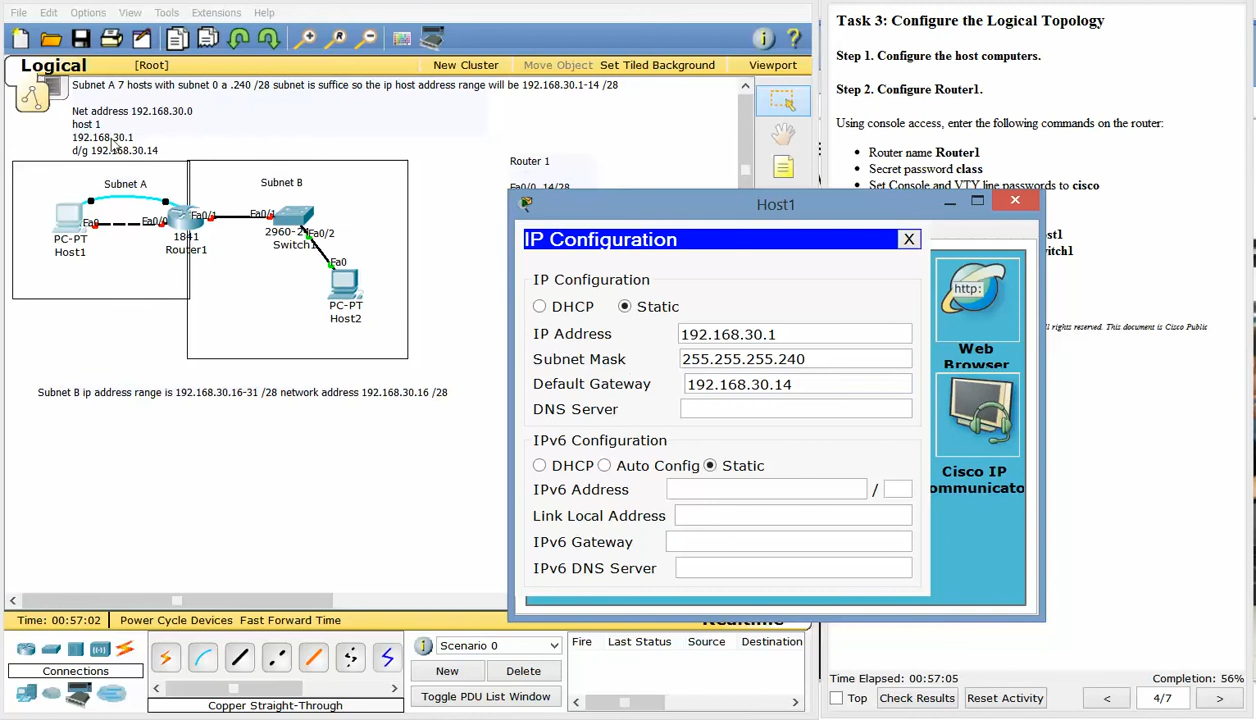 File Edit Options View Tools Extensions Help
Logical [Root] New Cluster Move Object Set Tiled Background Viewport
Subnet A 7 hosts with subnet 0 a .240 /28 subnet is suffice so the ip host address range will be 192.168.30.1-14 /28
Net address 192.168.30.0
host 1
192.168.30.1
d/g 192.168.30.14
Subnet A
Subnet B
Fa0
Fa0/0
Fa0/1
Fa0/1
PC-PT
Host1
1841
Router1
2960-24
Switch1
Fa0/2
Fa0
PC-PT
Host2
Subnet B ip address range is 192.168.30.16-31 /28 network address 192.168.30.16 /28
Router 1
Fa0/0 .14/28
Host1
IP Configuration X
IP Configuration
DHCP Static
IP Address 192.168.30.1
Subnet Mask 255.255.255.240
Default Gateway 192.168.30.14
DNS Server
IPv6 Configuration
DHCP Auto Config Static
IPv6 Address /
Link Local Address
IPv6 Gateway
IPv6 DNS Server
http:
Web
Browser
Cisco IP
ommunicato
Task 3: Configure the Logical Topology
Step 1. Configure the host computers.
Step 2. Configure Router1.
Using console access, enter the following commands on the router:
• Router name Router1
• Secret password class
• Set Console and VTY line passwords to cisco
st1
itch1
ll rights reserved. This document is Cisco Public
Time: 00:57:02 Power Cycle Devices Fast Forward Time Realtime
Connections
Copper Straight-Through
Scenario 0
New Delete
Toggle PDU List Window
Fire Last Status Source Destination
Time Elapsed: 00:57:05 Completion: 56%
Top Check Results Reset Activity < 4/7 >